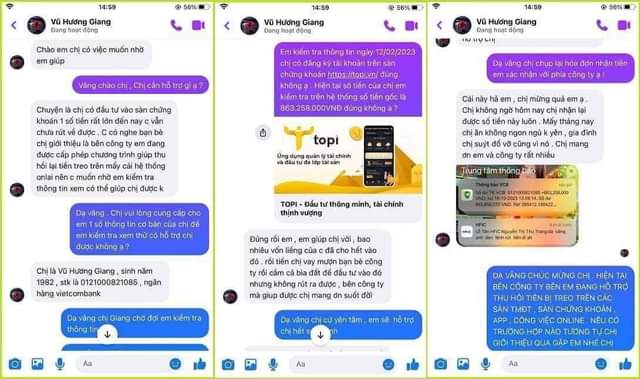 14:59
56%
Vũ Hương Giang
Đang hoạt động
Chào em chị có việc muốn nhờ
em giúp
Vâng chào chị , Chị cần hỗ trợ gì ạ ?
Chuyện là chị có đầu tư vào sàn chứng
khoán 1 số tiền rất lớn đến nay c vẫn
chưa rút về được . C có nghe bạn bè
chị giới thiệu là bên công ty em đang
được cấp phép chương trình giúp thu
hồi lại tiền treo trên mấy cái hệ thống
onlai nên c muốn nhờ em kiểm tra
thông tin xem có thể giúp chị được k
Dạ vâng . Chị vui lòng cung cấp cho
em 1 số thông tin cơ bản của chị để
em kiểm tra xem thử có hỗ trợ chị
được không ạ ?
Chị là Vũ Hương Giang , sinh năm
1982 , stk là 0121000821085 , ngân
hàng vietcombank
Dạ vâng chị Giang chờ đợi em kiểm tra
thông tin
Aa
14:59
56%
Vũ Hương Giang
Đang hoạt động
Em kiểm tra thông tin ngày 12/02/2023
chị có đăng ký tài khoản trên sàn
chứng khoán https://topi.vn/ đúng
không ạ . Hiện tại số tiền của chị em
kiểm tra trên hệ thống số tiền gốc là
863.258.000VNĐ đúng không ạ ?
topi
Ứng dụng quản lý tài chính
và đầu tư đa lớp tài sản
TOPI - Đầu tư thông minh, tài chính
thịnh vượng
Đúng rồi em , em giúp chị với , bao
nhiêu vốn liếng của c đã cho hết vào
đó . rồi tiền chị vay mượn bạn bè công
ty rồi cầm cả bìa đất để đầu tư vào đó
nhưng không rút ra được , bên công ty
mà giup được chị mang ơn suốt đời
Dạ vâng chị cứ yên tâm , em sẽ hỗ trợ
chị hết
Aa
14:59
56%
Vũ Hương Giang
Đang hoạt động
hỗ trợ chị
Dạ vâng chị chụp lại hóa đơn nhận tiền
em xác nhận với phía công ty ạ !
Cái này hả em , chị mừng quá em ạ .
Chị không ngờ hôm nay chị nhận lại
được số tiền này luôn . Mấy tháng nay
chị ăn không ngon ngủ k yên , gia đình
chị suýt đổ vỡ cũng vì nó . Chị mang
ơn em và công ty rất nhiều
Trung tâm thông báo
Thông báo VCB
HFIC
DẠ VÂNG CHÚC MỪNG CHỊ . HIỆN TẠI
BÊN CÔNG TY BÊN EM ĐANG HỖ TRỢ
THU HỒI TIỀN BỊ TREO TRÊN CÁC
SÀN TMĐT , SÀN CHỨNG KHOÁN ,
APP , CÔNG VIỆC ONLINE . NẾU CÓ
TRƯỜNG HỢP NÀO TƯƠNG TỰ CHỊ
GIỚI THIỆU QUA GẶP EM NHÉ CHỊ
Aa